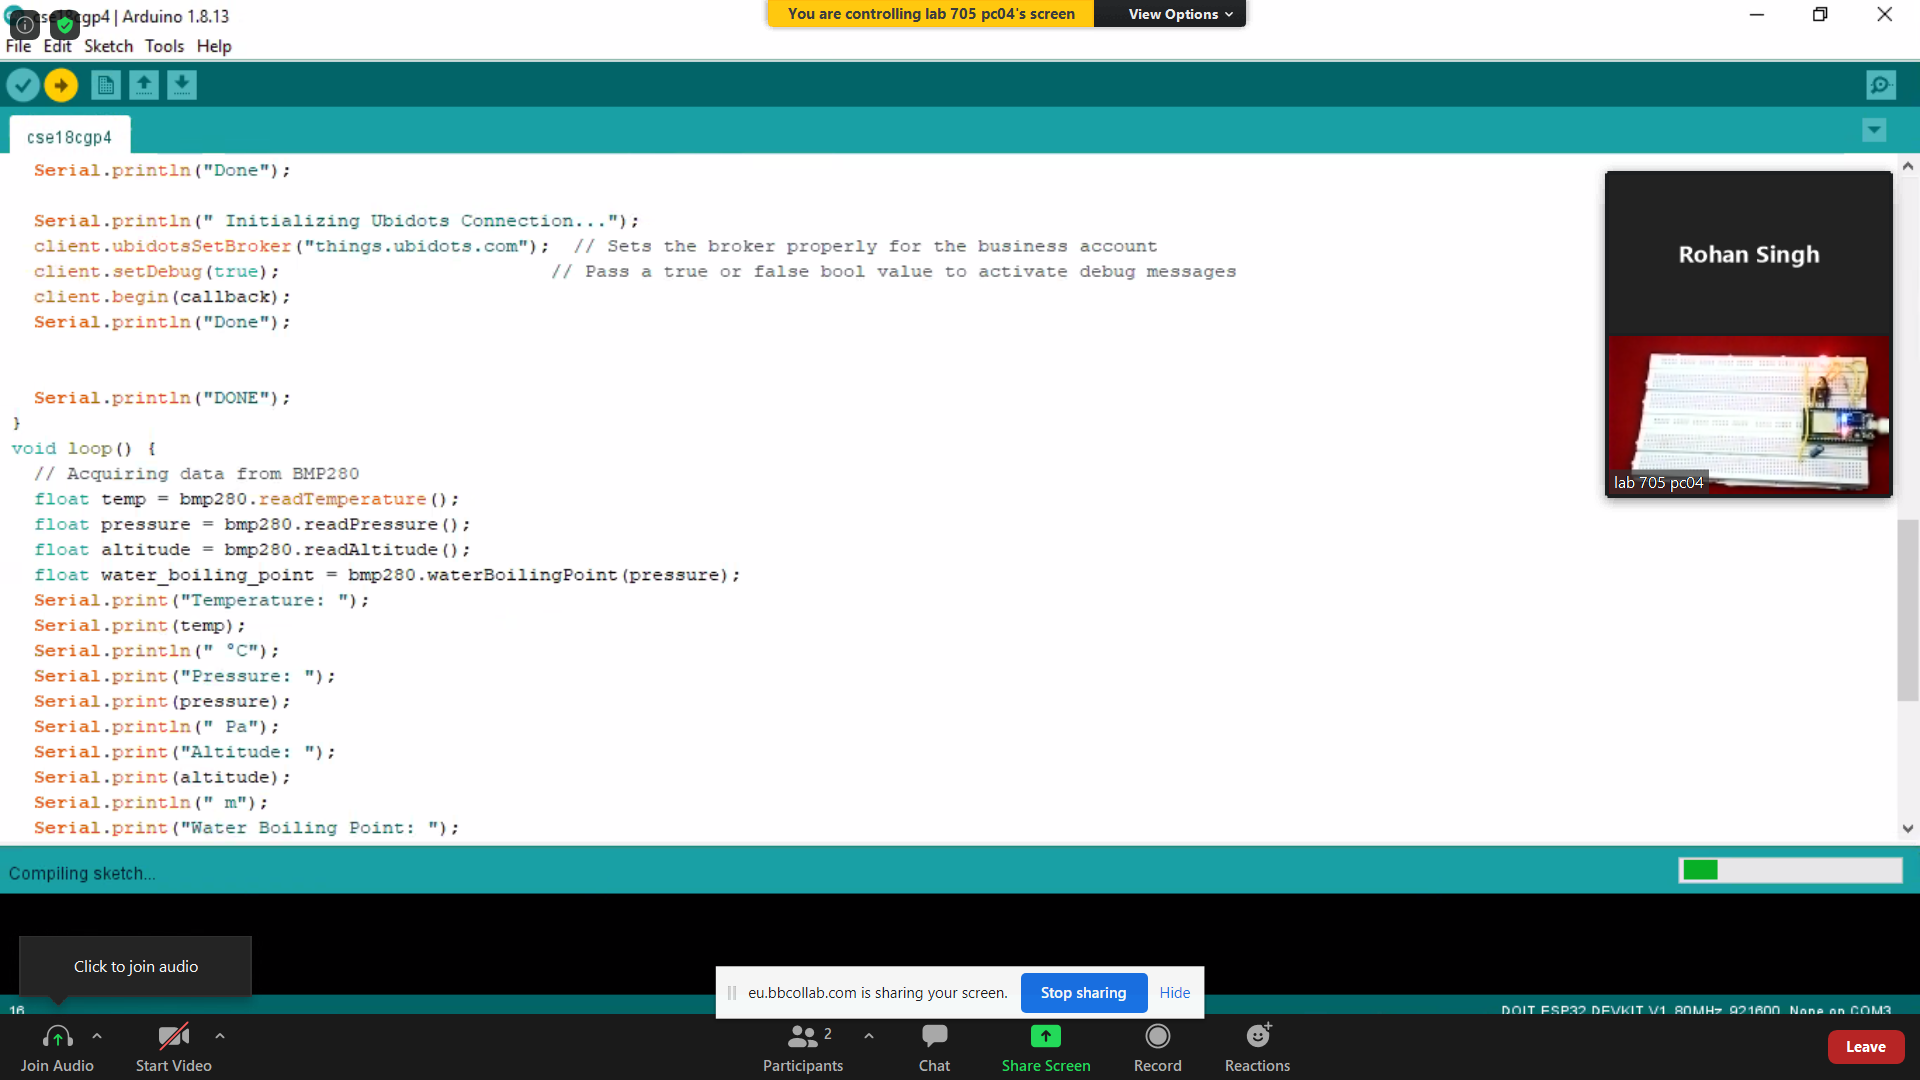 cse18cgp4 | Arduino 1.8.13
You are controlling lab 705 pc04's screen
View Options
File Edit Sketch Tools Help
cse18cgp4
Serial.println("Done");
Serial.println(" Initializing Ubidots Connection...");
client.ubidotsSetBroker("things.ubidots.com"); // Sets the broker properly for the business account
client.setDebug(true); // Pass a true or false bool value to activate debug messages
client.begin(callback);
Serial.println("Done");
Serial.println("DONE");
}
void loop() {
// Acquiring data from BMP280
float temp = bmp280.readTemperature();
float pressure = bmp280.readPressure();
float altitude = bmp280.readAltitude();
float water_boiling_point = bmp280.waterBoilingPoint(pressure);
Serial.print("Temperature: ");
Serial.print(temp);
Serial.println(" °C");
Serial.print("Pressure: ");
Serial.print(pressure);
Serial.println(" Pa");
Serial.print("Altitude: ");
Serial.print(altitude);
Serial.println(" m");
Serial.print("Water Boiling Point: ");
Rohan Singh
lab 705 pc04
Compiling sketch...
Click to join audio
eu.bbcollab.com is sharing your screen.
Stop sharing
Hide
16
DOIT ESP32 DEVKIT V1, 80MHz, 921600, None on COM3
Join Audio
Start Video
Participants
2
Chat
Share Screen
Record
Reactions
Leave